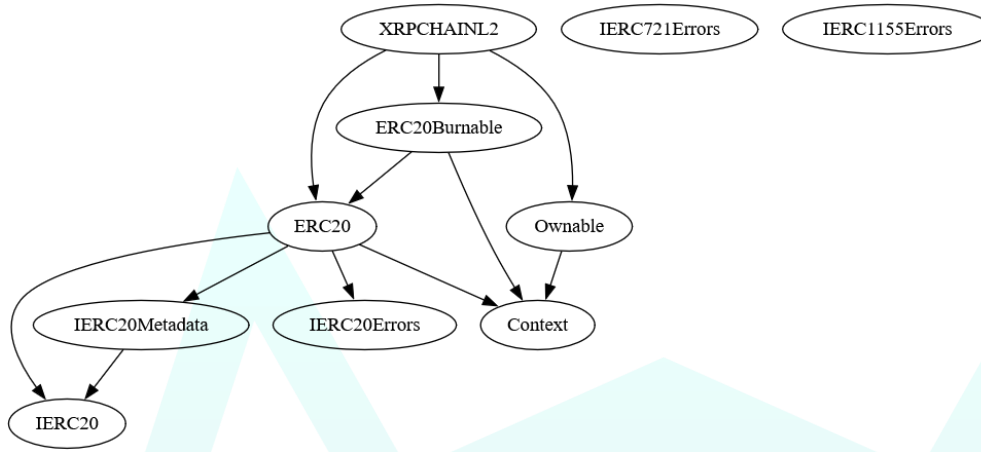 XRPCHAINL2
IERC721Errors
IERC1155Errors
ERC20Burnable
ERC20
Ownable
IERC20Metadata
IERC20Errors
Context
IERC20